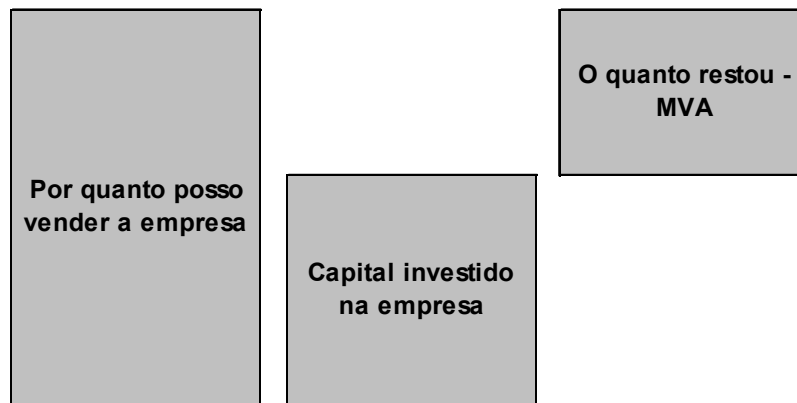 Por quanto posso
vender a empresa
Capital investido
na empresa
O quanto restou -
MVA